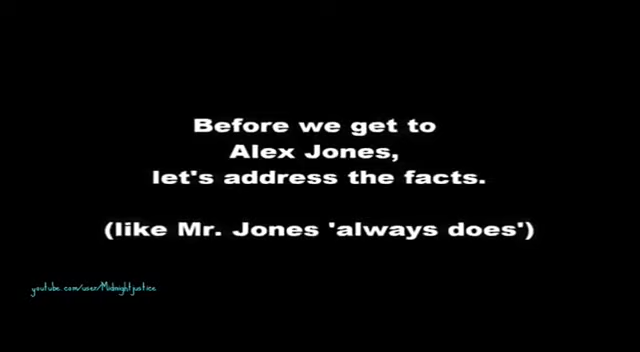 Before we get to
Alex Jones,
let's address the facts.
(like Mr. Jones 'always does')
youtube.com/user/Midnightjustice